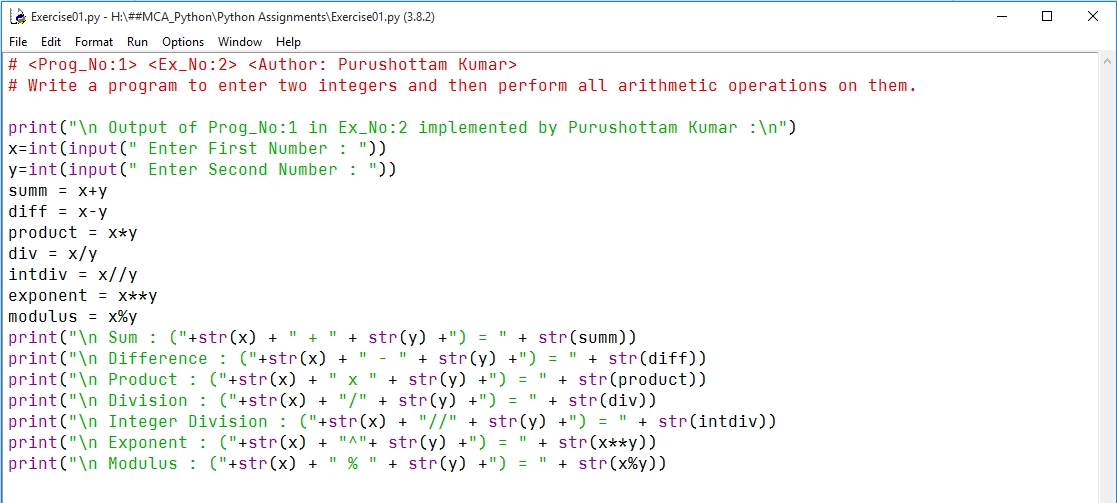 Exercise01.py - H:\##MCA_Python\Python Assignments\Exercise01.py (3.8.2)
File Edit Format Run Options Window Help
# <Prog_No:1> <Ex_No:2> <Author: Purushottam Kumar>
# Write a program to enter two integers and then perform all arithmetic operations on them.

print("\n Output of Prog_No:1 in Ex_No:2 implemented by Purushottam Kumar :\n")
x=int(input(" Enter First Number : "))
y=int(input(" Enter Second Number : "))
summ = x+y
diff = x-y
product = x*y
div = x/y
intdiv = x//y
exponent = x**y
modulus = x%y
print("\n Sum : ("+str(x) + " + " + str(y) +") = " + str(summ))
print("\n Difference : ("+str(x) + " - " + str(y) +") = " + str(diff))
print("\n Product : ("+str(x) + " x " + str(y) +") = " + str(product))
print("\n Division : ("+str(x) + "/" + str(y) +") = " + str(div))
print("\n Integer Division : ("+str(x) + "//" + str(y) +") = " + str(intdiv))
print("\n Exponent : ("+str(x) + "^"+ str(y) +") = " + str(x**y))
print("\n Modulus : ("+str(x) + " % " + str(y) +") = " + str(x%y))